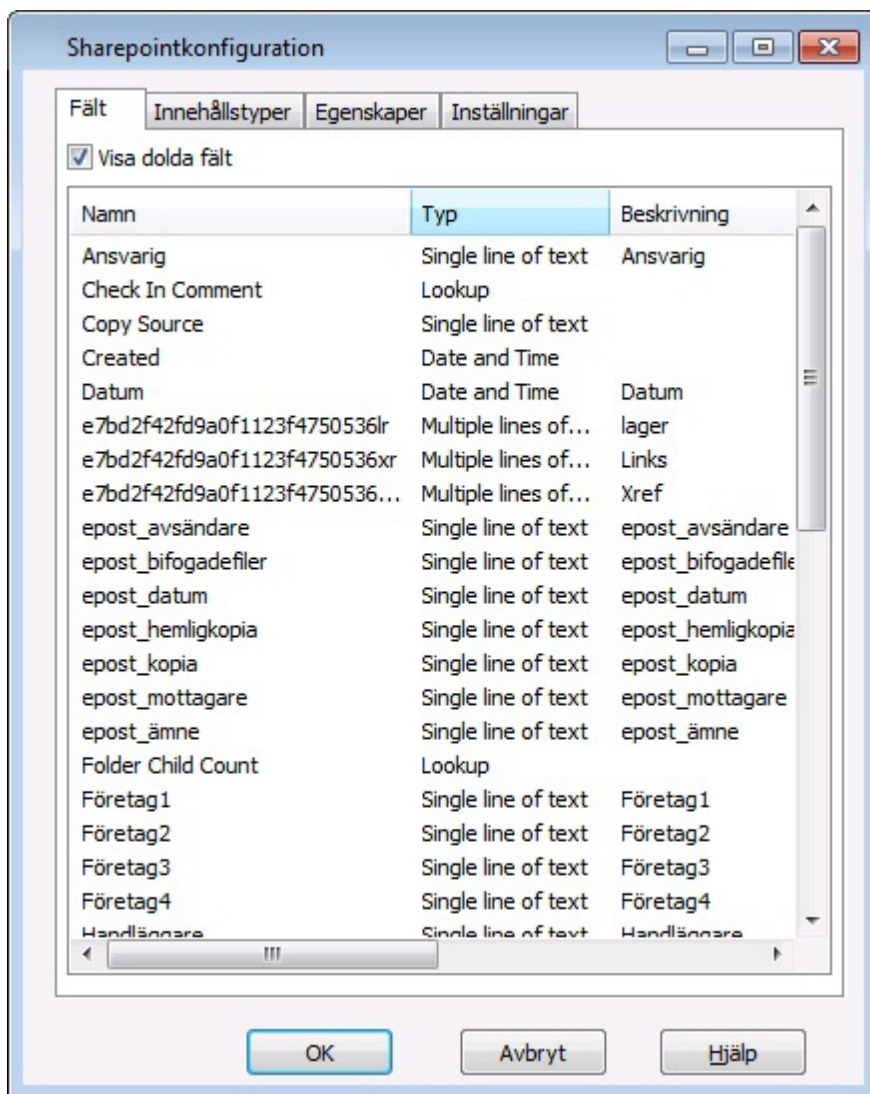 Sharepointkonfiguration
Fält Innehållstyper Egenskaper Inställningar
Visa dolda fält
Namn Typ Beskrivning
Ansvarig Single line of text Ansvarig
Check In Comment Lookup
Copy Source Single line of text
Created Date and Time
Datum Date and Time Datum
e7bd2f42fd9a0f1123f4750536lr Multiple lines of... lager
e7bd2f42fd9a0f1123f4750536xr Multiple lines of... Links
e7bd2f42fd9a0f1123f4750536... Multiple lines of... Xref
epost_avsändare Single line of text epost_avsändare
epost_bifogadefiler Single line of text epost_bifogadefile
epost_datum Single line of text epost_datum
epost_hemligkopia Single line of text epost_hemligkopia
epost_kopia Single line of text epost_kopia
epost_mottagare Single line of text epost_mottagare
epost_ämne Single line of text epost_ämne
Folder Child Count Lookup
Företag1 Single line of text Företag1
Företag2 Single line of text Företag2
Företag3 Single line of text Företag3
Företag4 Single line of text Företag4
Handläggare Single line of text Handläggare
OK Avbryt Hjälp